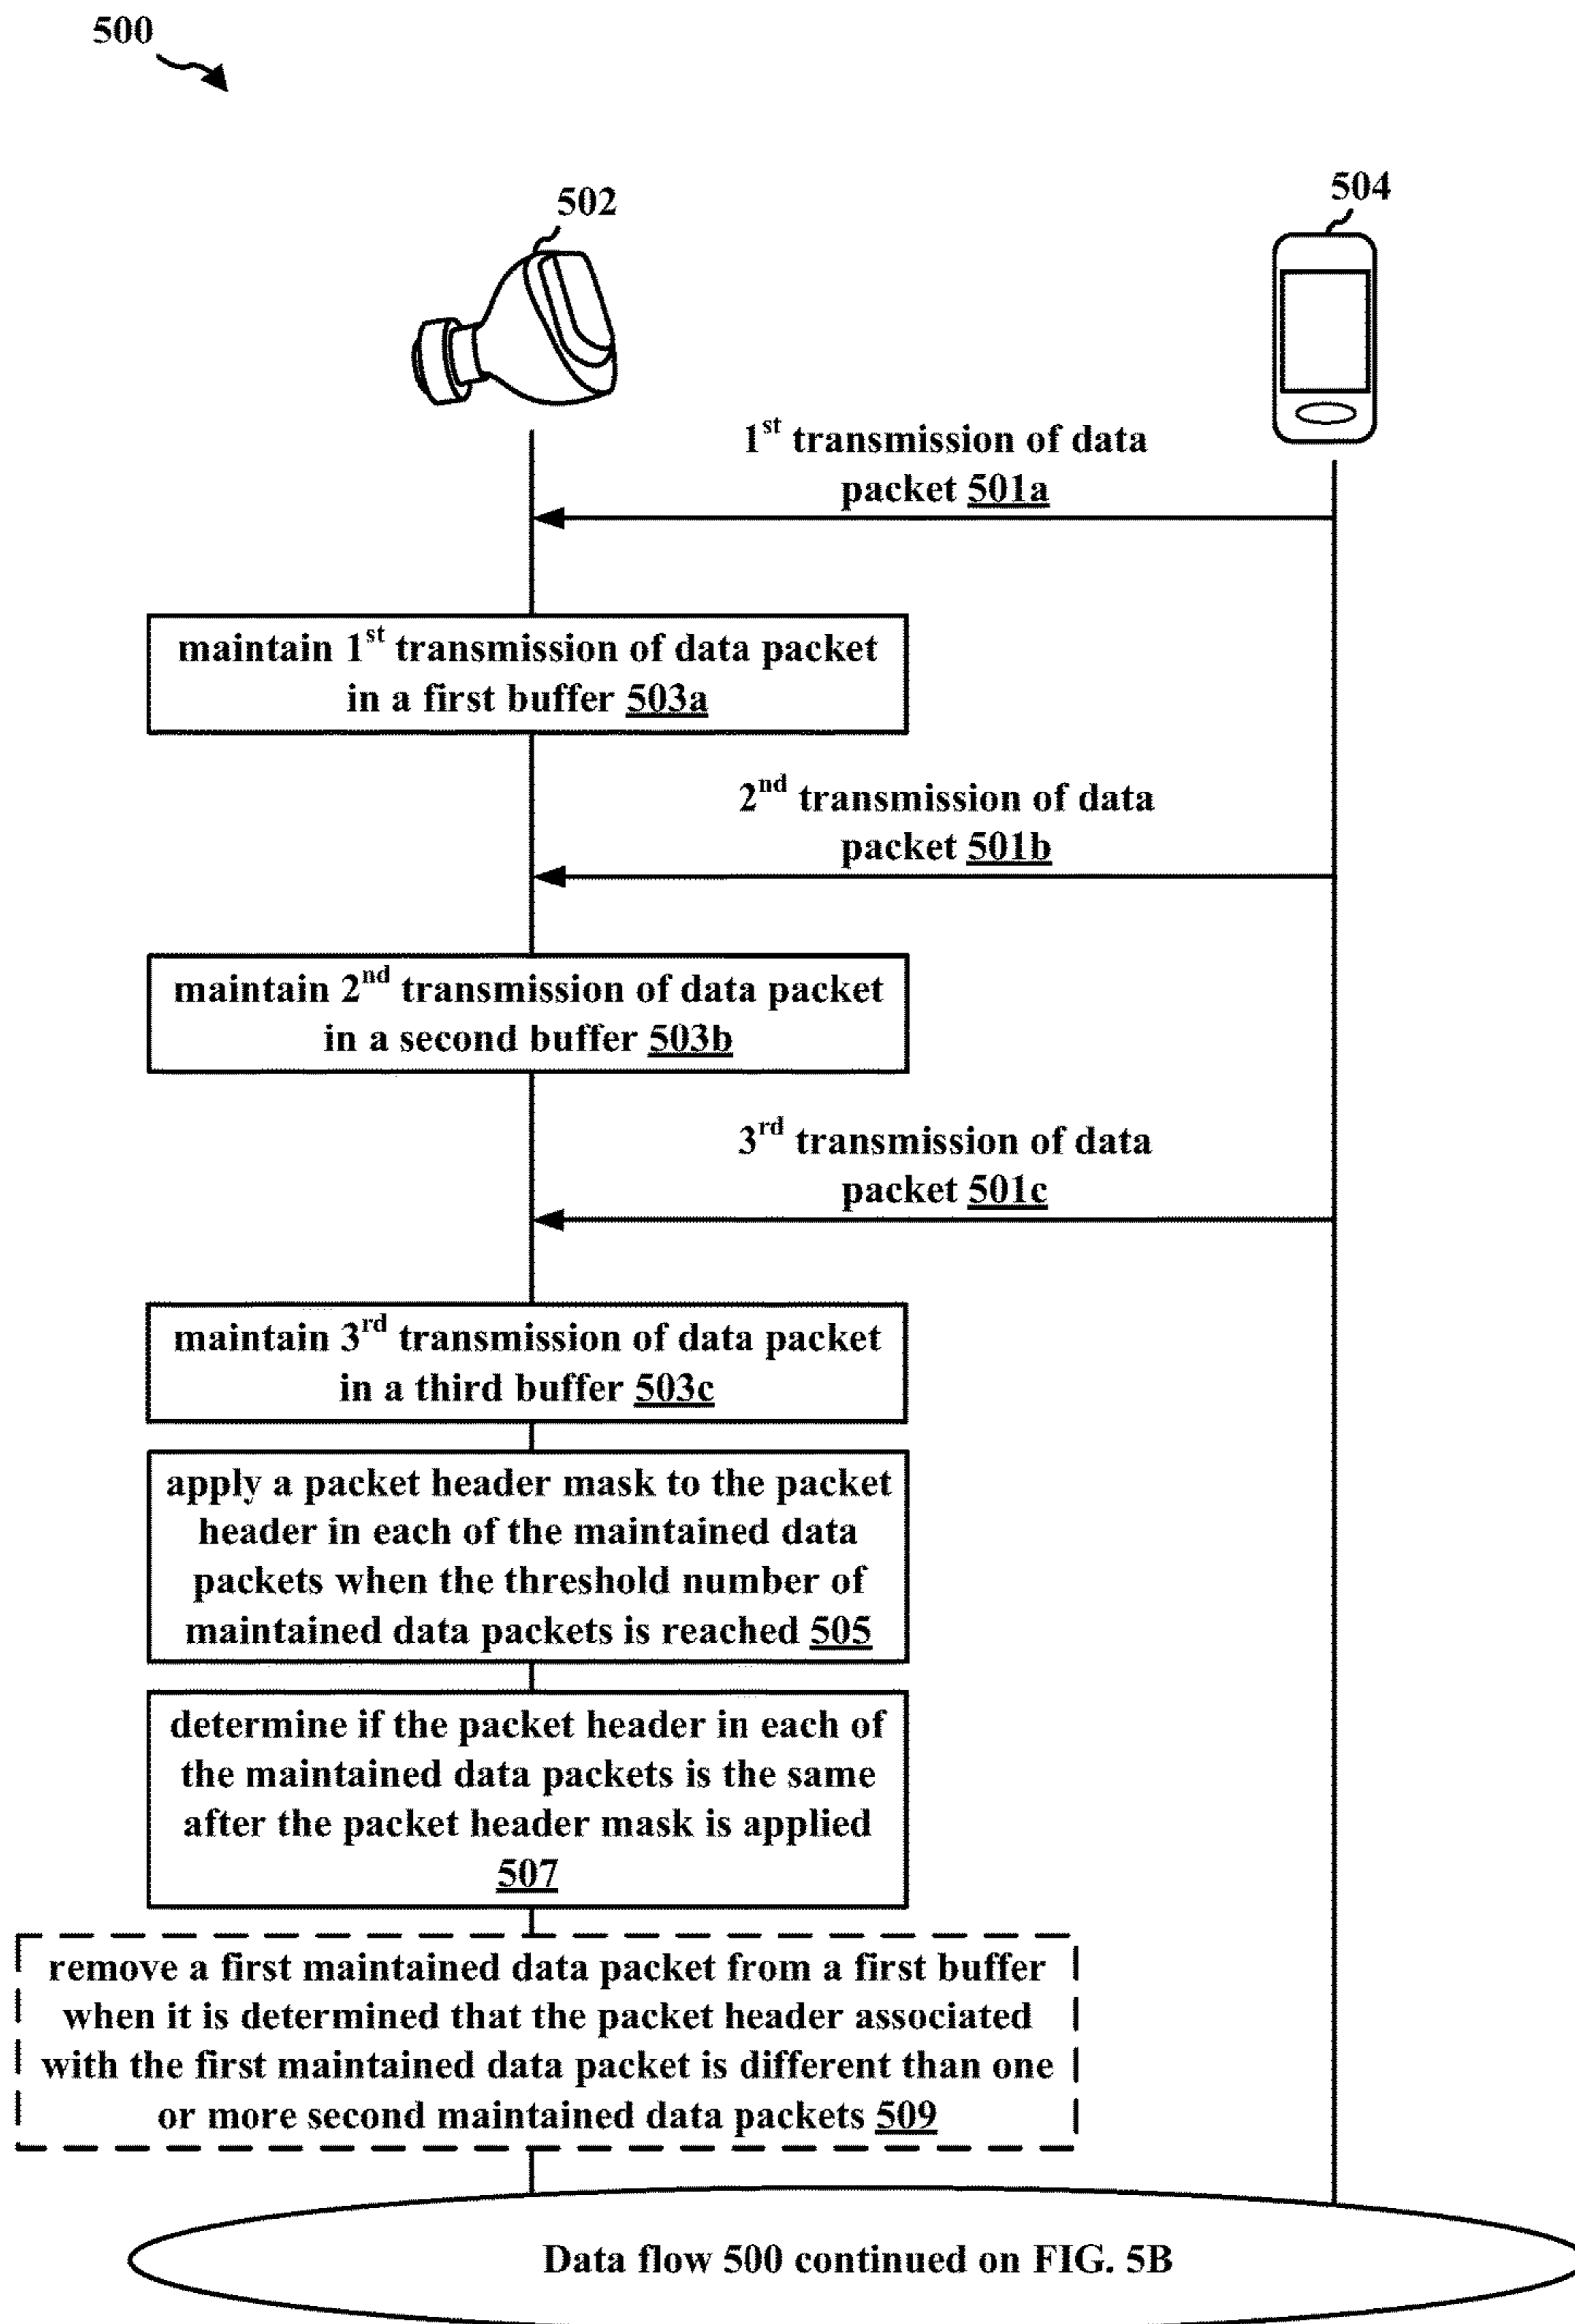 500
502
504
1st transmission of data
packet 501a
maintain 1st transmission of data packet
in a first buffer 503a
2nd transmission of data
packet 501b
maintain 2nd transmission of data packet
in a second buffer 503b
3rd transmission of data
packet 501c
maintain 3rd transmission of data packet
in a third buffer 503c
apply a packet header mask to the packet
header in each of the maintained data
packets when the threshold number of
maintained data packets is reached 505
determine if the packet header in each of
the maintained data packets is the same
after the packet header mask is applied
507
remove a first maintained data packet from a first buffer
when it is determined that the packet header associated
with the first maintained data packet is different than one
or more second maintained data packets 509
Data flow 500 continued on FIG. 5B